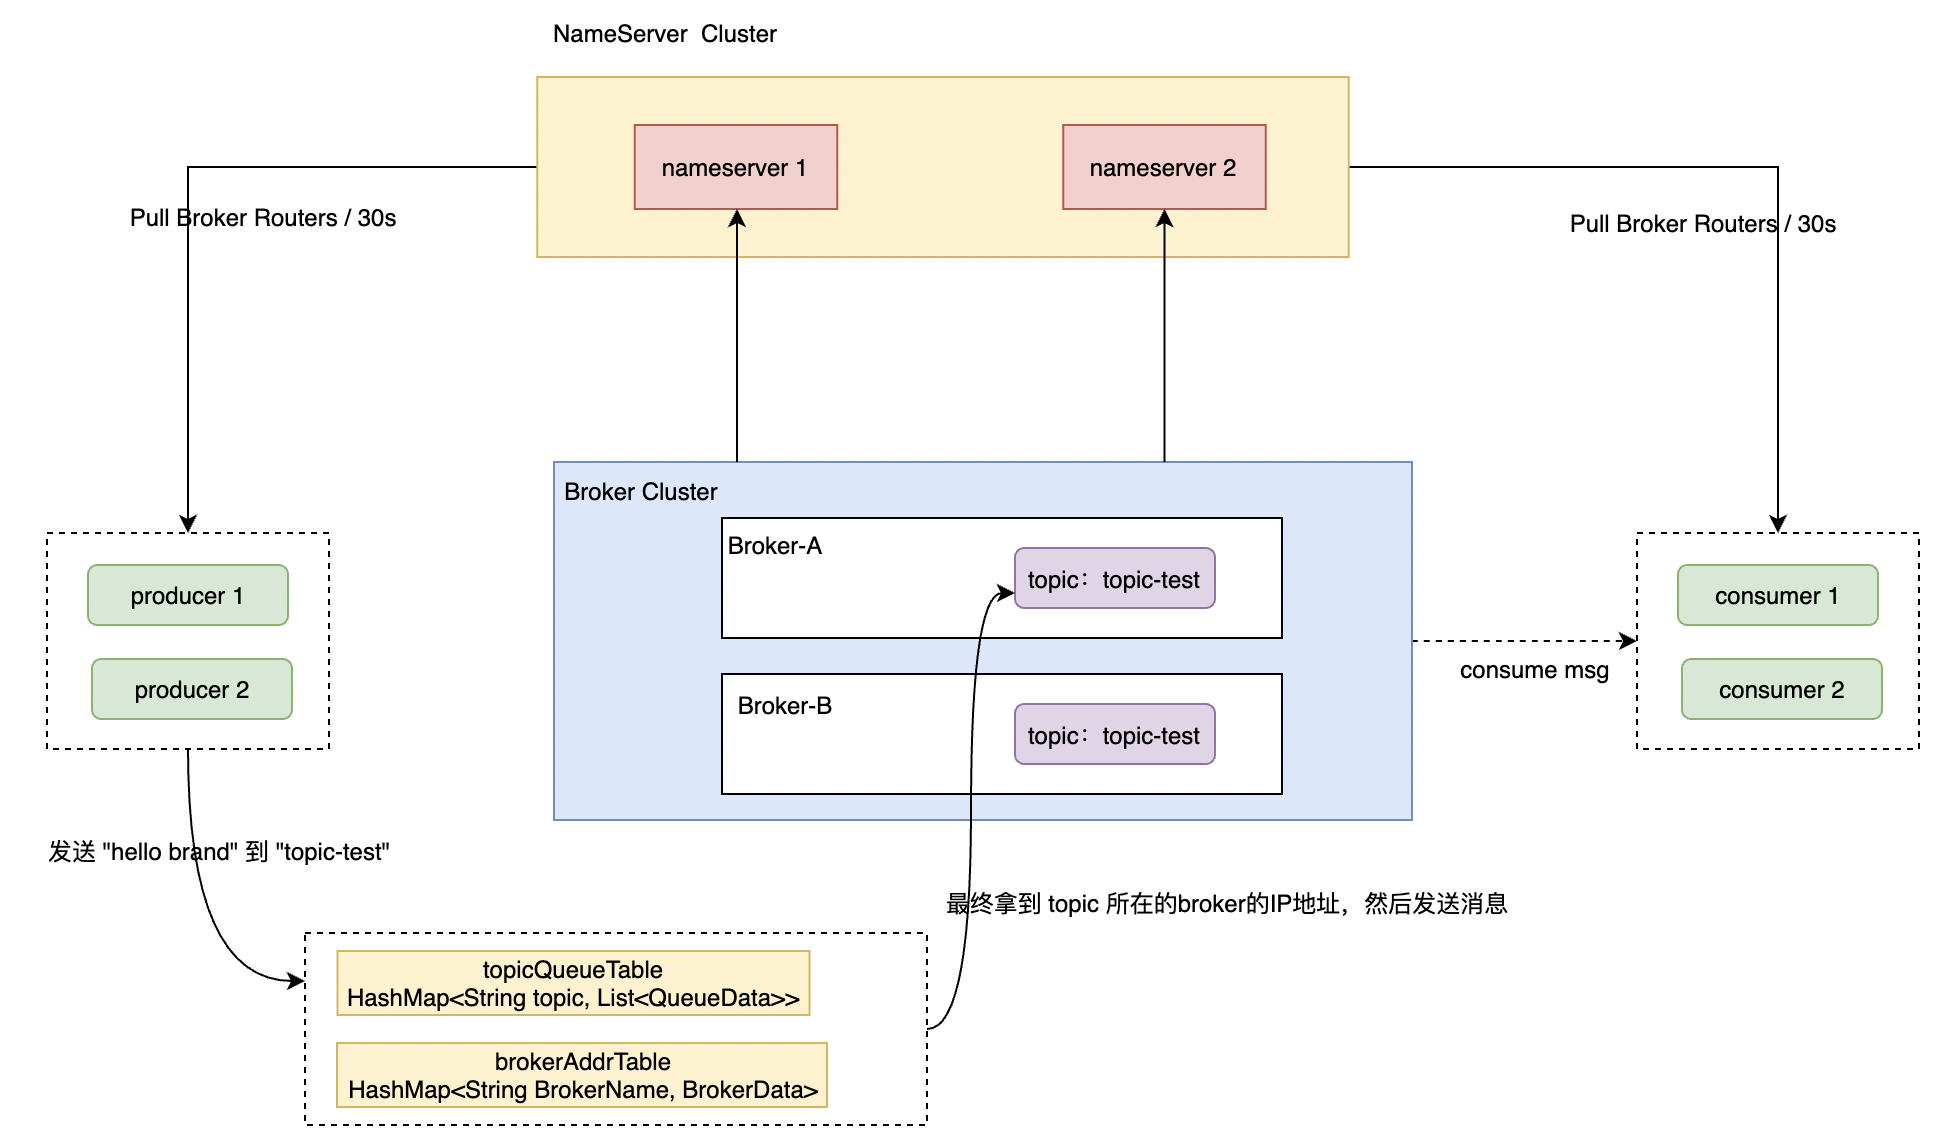 NameServer  Cluster
nameserver 1
nameserver 2
Pull Broker Routers / 30s
Pull Broker Routers / 30s
Broker Cluster
Broker-A
topic：topic-test
producer 1
consumer 1
consume msg
producer 2
consumer 2
Broker-B
topic：topic-test
发送 "hello brand" 到 "topic-test"
最终拿到 topic 所在的broker的IP地址，然后发送消息
topicQueueTable
HashMap<String topic, List<QueueData>>
brokerAddrTable
HashMap<String BrokerName, BrokerData>